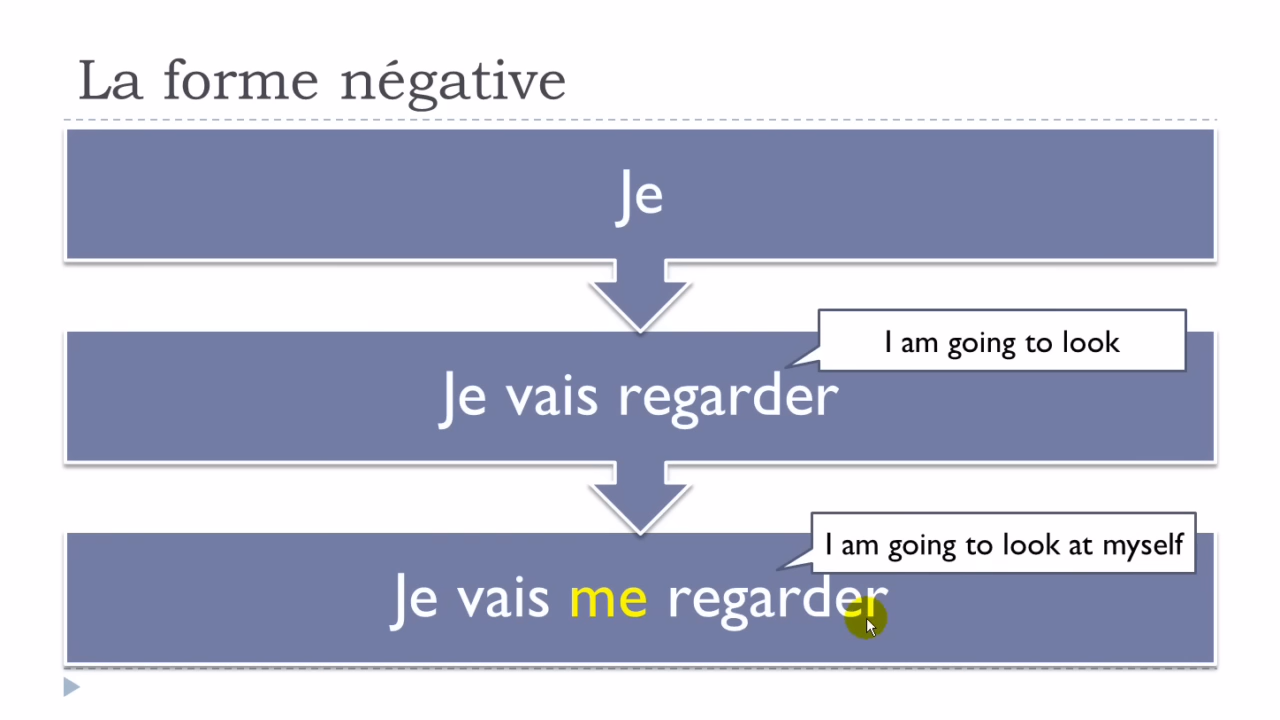 La forme négative
Je
I am going to look
Je vais regarder
I am going to look at myself
Je vais me regarder